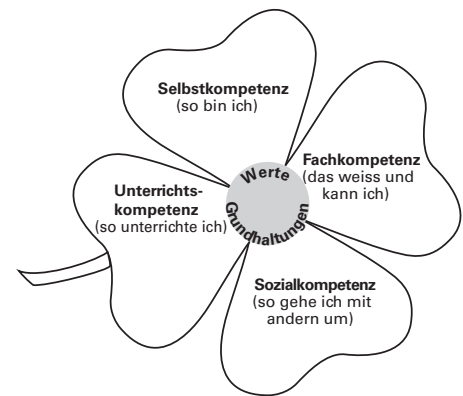 Selbstkompetenz
(so bin ich)
Fachkompetenz
(das weiss und
kann ich)
Werte
Grundhaltungen
Unterrichts-
kompetenz
(so unterrichte ich)
Sozialkompetenz
(so gehe ich mit
andern um)